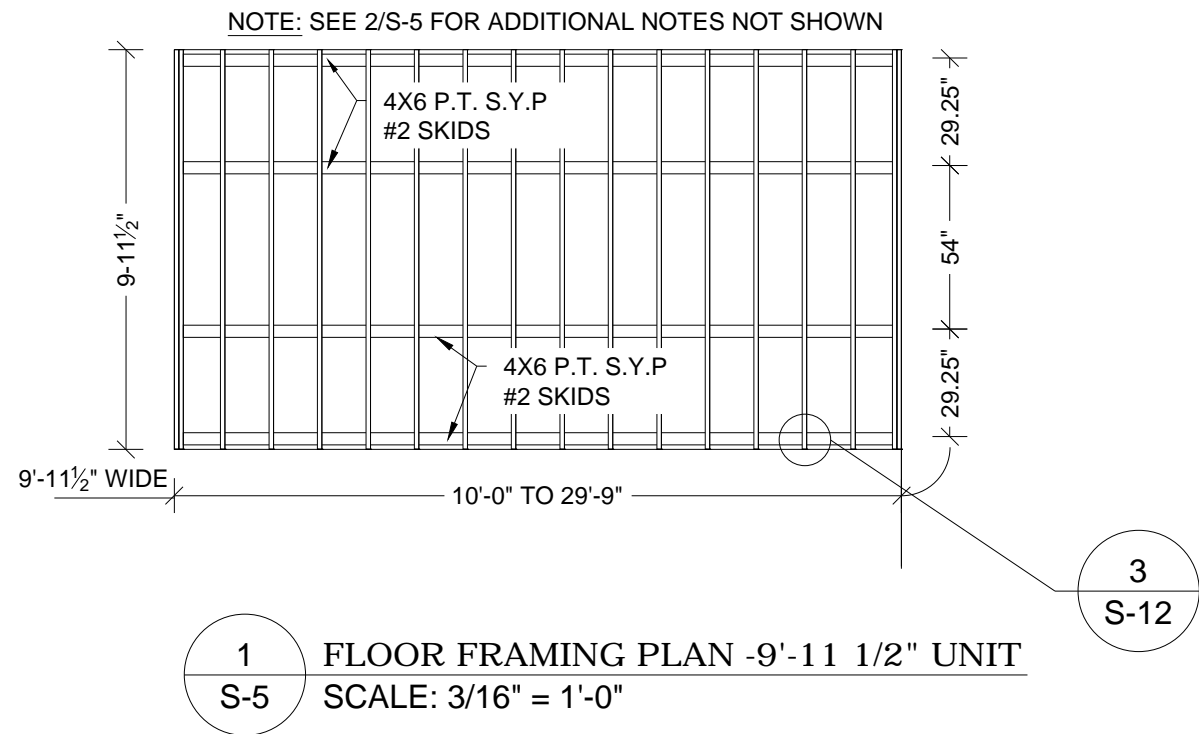 NOTE: SEE 2/S-5 FOR ADDITIONAL NOTES NOT SHOWN
4X6 P.T. S.Y.P
#2 SKIDS
29.25"
9-11½"
54"
4X6 P.T. S.Y.P
#2 SKIDS
29.25"
9'-11½" WIDE
10'-0" TO 29'-9"
3
S-12
1
S-5
FLOOR FRAMING PLAN -9'-11 1/2" UNIT
SCALE: 3/16" = 1'-0"